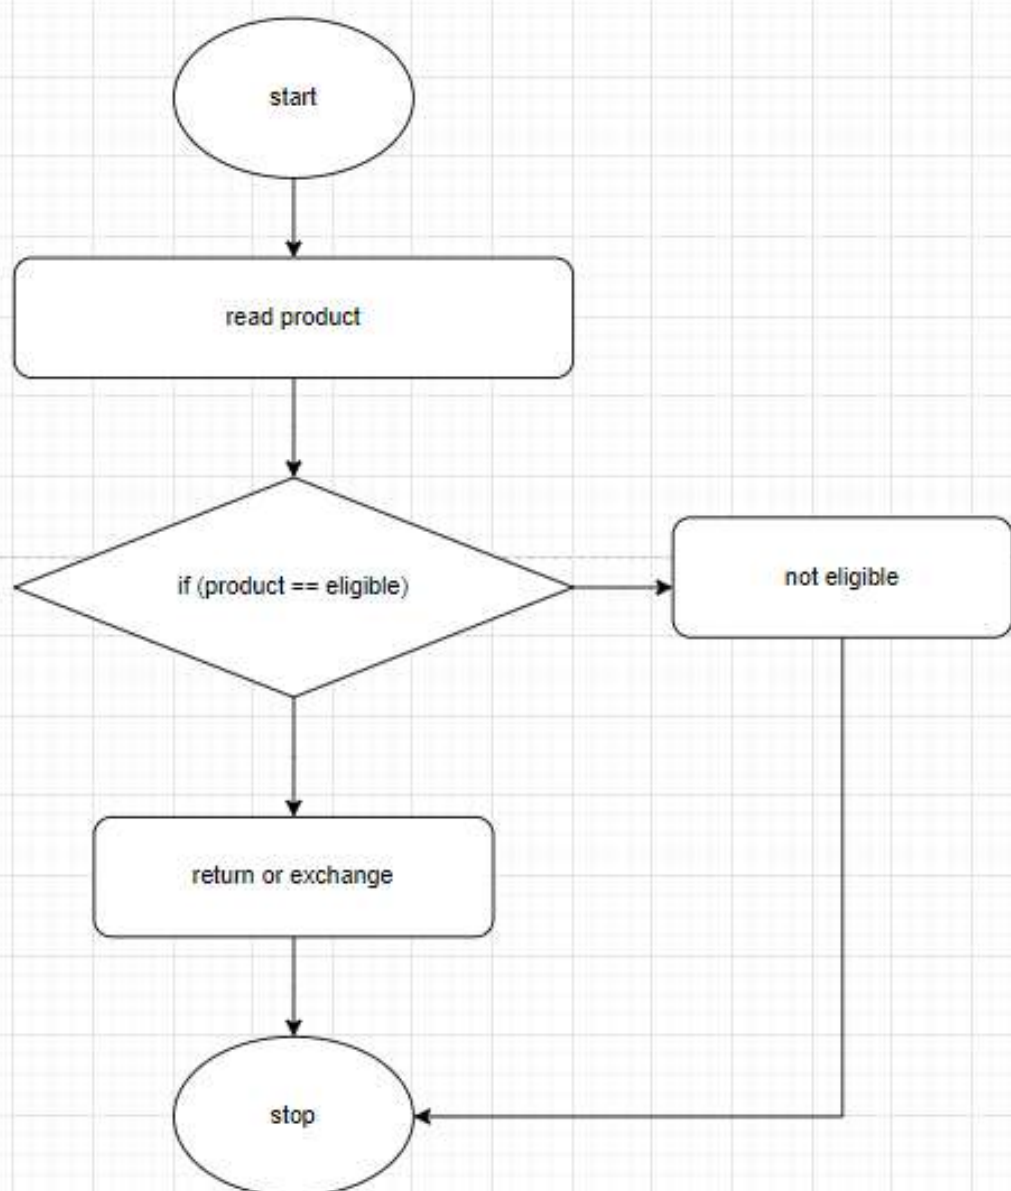 start
read product
if (product == eligible)
not eligible
return or exchange
stop